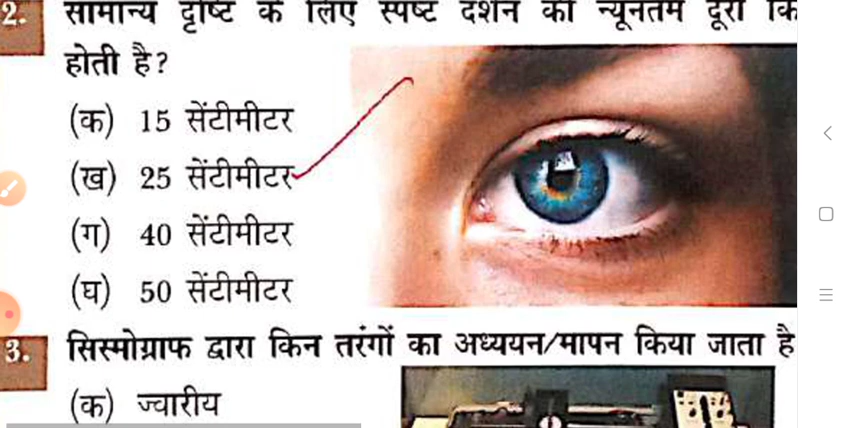 2. सामान्य दृष्टि के लिए स्पष्ट दर्शन की न्यूनतम दूरी
होती है?
(क) 15 सेंटीमीटर
(ख) 25 सेंटीमीटर
(ग) 40 सेंटीमीटर
(घ) 50 सेंटीमीटर
3. सिस्मोग्राफ द्वारा किन तरंगों का अध्ययन/मापन किया जाता है
(क) ज्वारीय